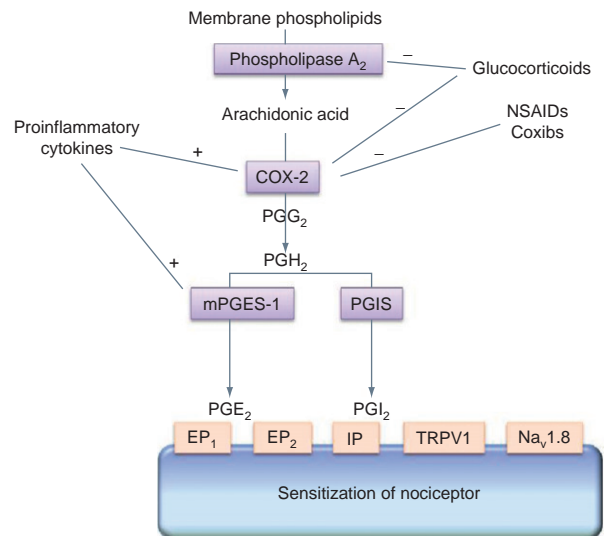 Membrane phospholipids
Phospholipase A₂
−
Glucocorticoids
Arachidonic acid
−
NSAIDs
Coxibs
Proinflammatory
cytokines
+
−
COX-2
PGG₂
PGH₂
+
mPGES-1
PGIS
PGE₂
PGI₂
EP₁
EP₂
IP
TRPV1
Naᵥ1.8
Sensitization of nociceptor